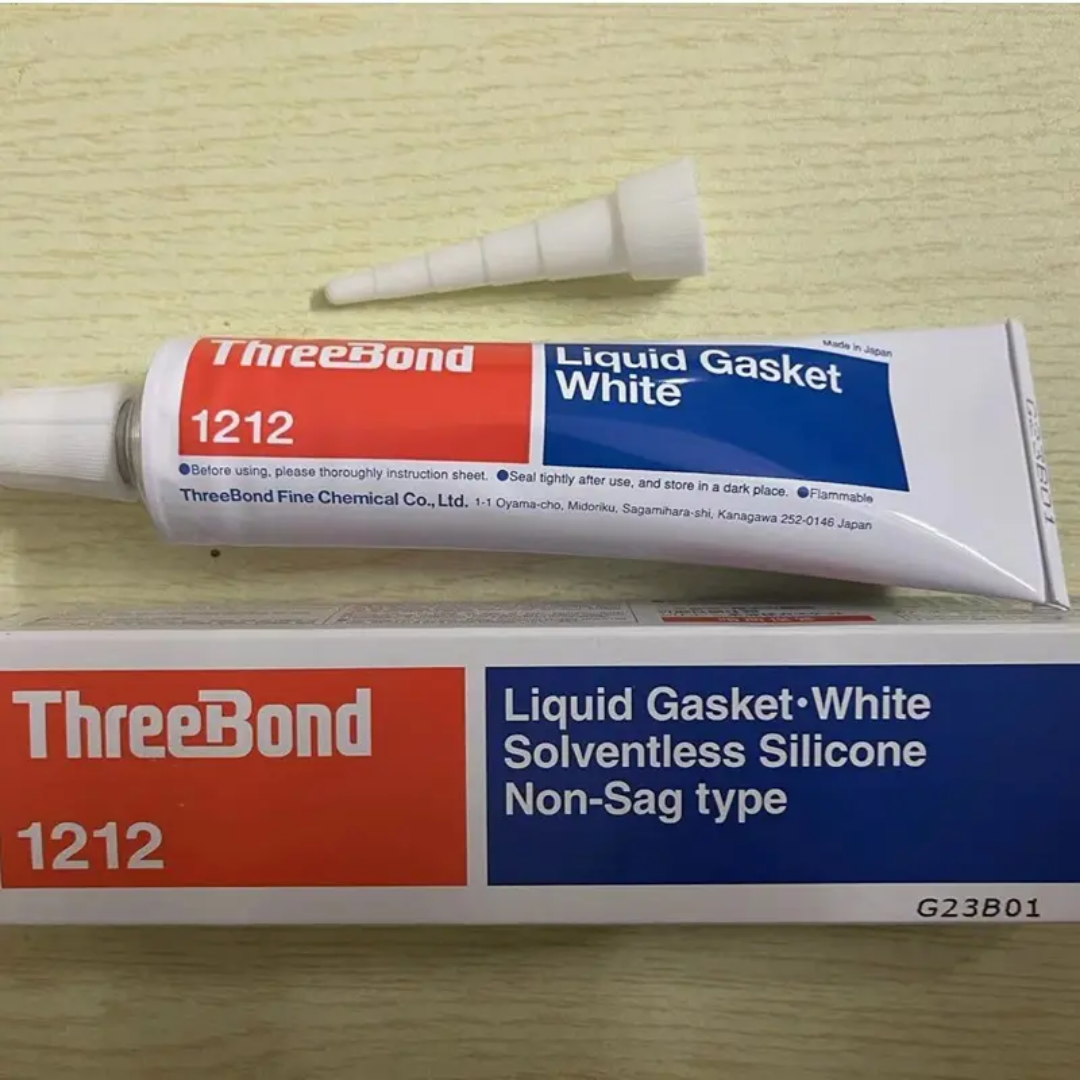 Made in Japan
ThreeBond
Liquid Gasket
White
1212
●Before using, please thoroughly instruction sheet. ●Seal tightly after use, and store in a dark place. ●Flammable
ThreeBond Fine Chemical Co., Ltd. 1-1 Oyama-cho, Midoriku, Sagamihara-shi, Kanagawa 252-0146 Japan
ThreeBond
1212
Liquid Gasket·White
Solventless Silicone
Non-Sag type
G23B01